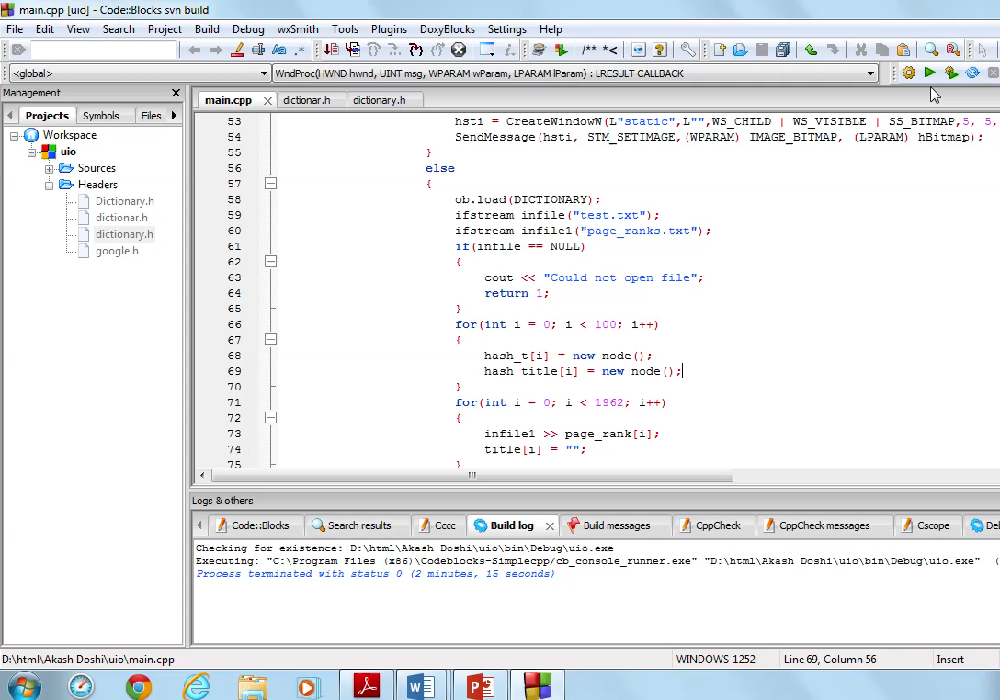 main.cpp [uio] - Code::Blocks svn build
File Edit View Search Project Build Debug wxSmith Tools Plugins DoxyBlocks Settings Help
Aa .*
/** *<
<global>
WndProc(HWND hwnd, UINT msg, WPARAM wParam, LPARAM lParam) : LRESULT CALLBACK
Management
Projects Symbols Files
Workspace
uio
Sources
Headers
Dictionary.h
dictionar.h
dictionary.h
google.h
main.cpp dictionar.h dictionary.h
53 hsti = CreateWindowW(L"static",L"",WS_CHILD | WS_VISIBLE | SS_BITMAP,5, 5,
54 SendMessage(hsti, STM_SETIMAGE,(WPARAM) IMAGE_BITMAP, (LPARAM) hBitmap);
55 }
56 else
57 {
58 ob.load(DICTIONARY);
59 ifstream infile("test.txt");
60 ifstream infile1("page_ranks.txt");
61 if(infile == NULL)
62 {
63 cout << "Could not open file";
64 return 1;
65 }
66 for(int i = 0; i < 100; i++)
67 {
68 hash_t[i] = new node();
69 hash_title[i] = new node();
70 }
71 for(int i = 0; i < 1962; i++)
72 {
73 infile1 >> page_rank[i];
74 title[i] = "";
75 }
Logs & others
Code::Blocks Search results Cccc Build log Build messages CppCheck CppCheck messages Cscope De
Checking for existence: D:\html\Akash Doshi\uio\bin\Debug\uio.exe
Executing: "C:\Program Files (x86)\Codeblocks-Simplecpp/cb_console_runner.exe" "D:\html\Akash Doshi\uio\bin\Debug\uio.exe" (
Process terminated with status 0 (2 minutes, 15 seconds)
D:\html\Akash Doshi\uio\main.cpp WINDOWS-1252 Line 69, Column 56 Insert